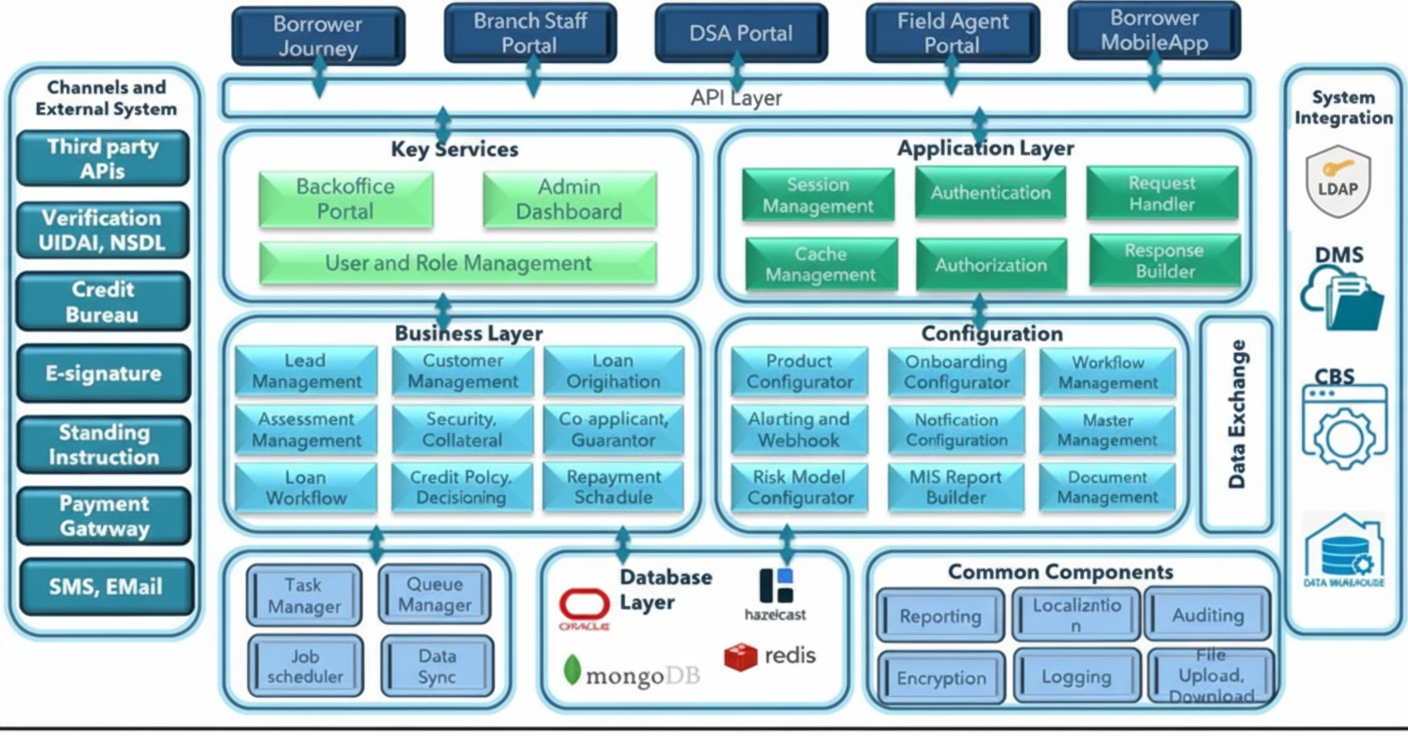 Borrower
Journey
Branch Staff
Portal
DSA Portal
Field Agent
Portal
Borrower
MobileApp
API Layer
Channels and
External System
Third party
APIs
Verification
UIDAI, NSDL
Credit
Bureau
E-signature
Standing
Instruction
Payment
Gatwway
SMS, EMail
Key Services
Backoffice
Portal
Admin
Dashboard
User and Role Management
Application Layer
Session
Management
Authentication
Request
Handler
Cache
Management
Authorization
Response
Builder
Business Layer
Lead
Management
Customer
Management
Loan
Origihation
Assessment
Management
Security,
Collateral
Co applicant,
Guarantor
Loan
Workflow
Credit Polcy.
Decisioning
Repayment
Schadule
Configuration
Product
Configurator
Onboarding
Configurator
Workflow
Management
Alurting and
Webhook
Notfication
Configuration
Master
Management
Risk Model
Configurator
MIS Report
Builder
Document
Management
Data Exchange
System
Integration
LDAP
DMS
CBS
DATA WAREHOUSE
Task
Manager
Queue
Manager
Job
scheduler
Data
Sync
Database
Layer
ORACLE
hazelcast
mongoDB
redis
Common Components
Reporting
Localizntio
n
Auditing
Encryption
Logging
File
Upload,
Download